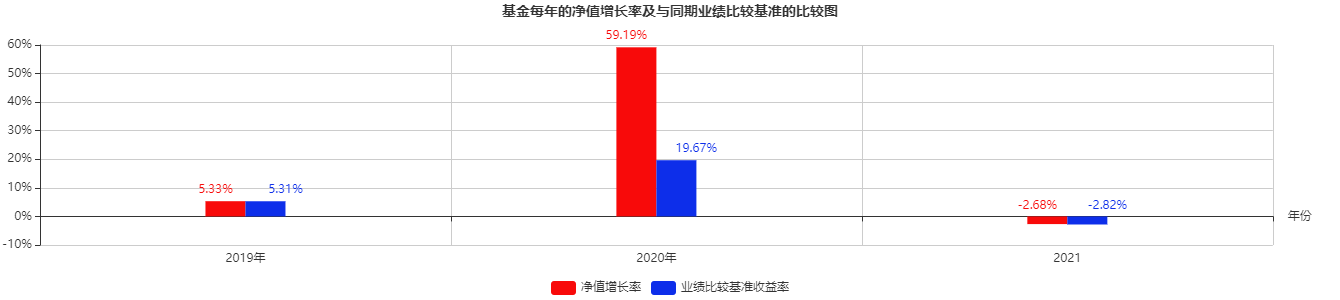 基金每年的净值增长率及与同期业绩比较基准的比较图
60%
50%
40%
30%
20%
10%
0%
-10%
5.33%
5.31%
59.19%
19.67%
-2.68%
-2.82%
年份
2019年
2020年
2021
净值增长率
业绩比较基准收益率